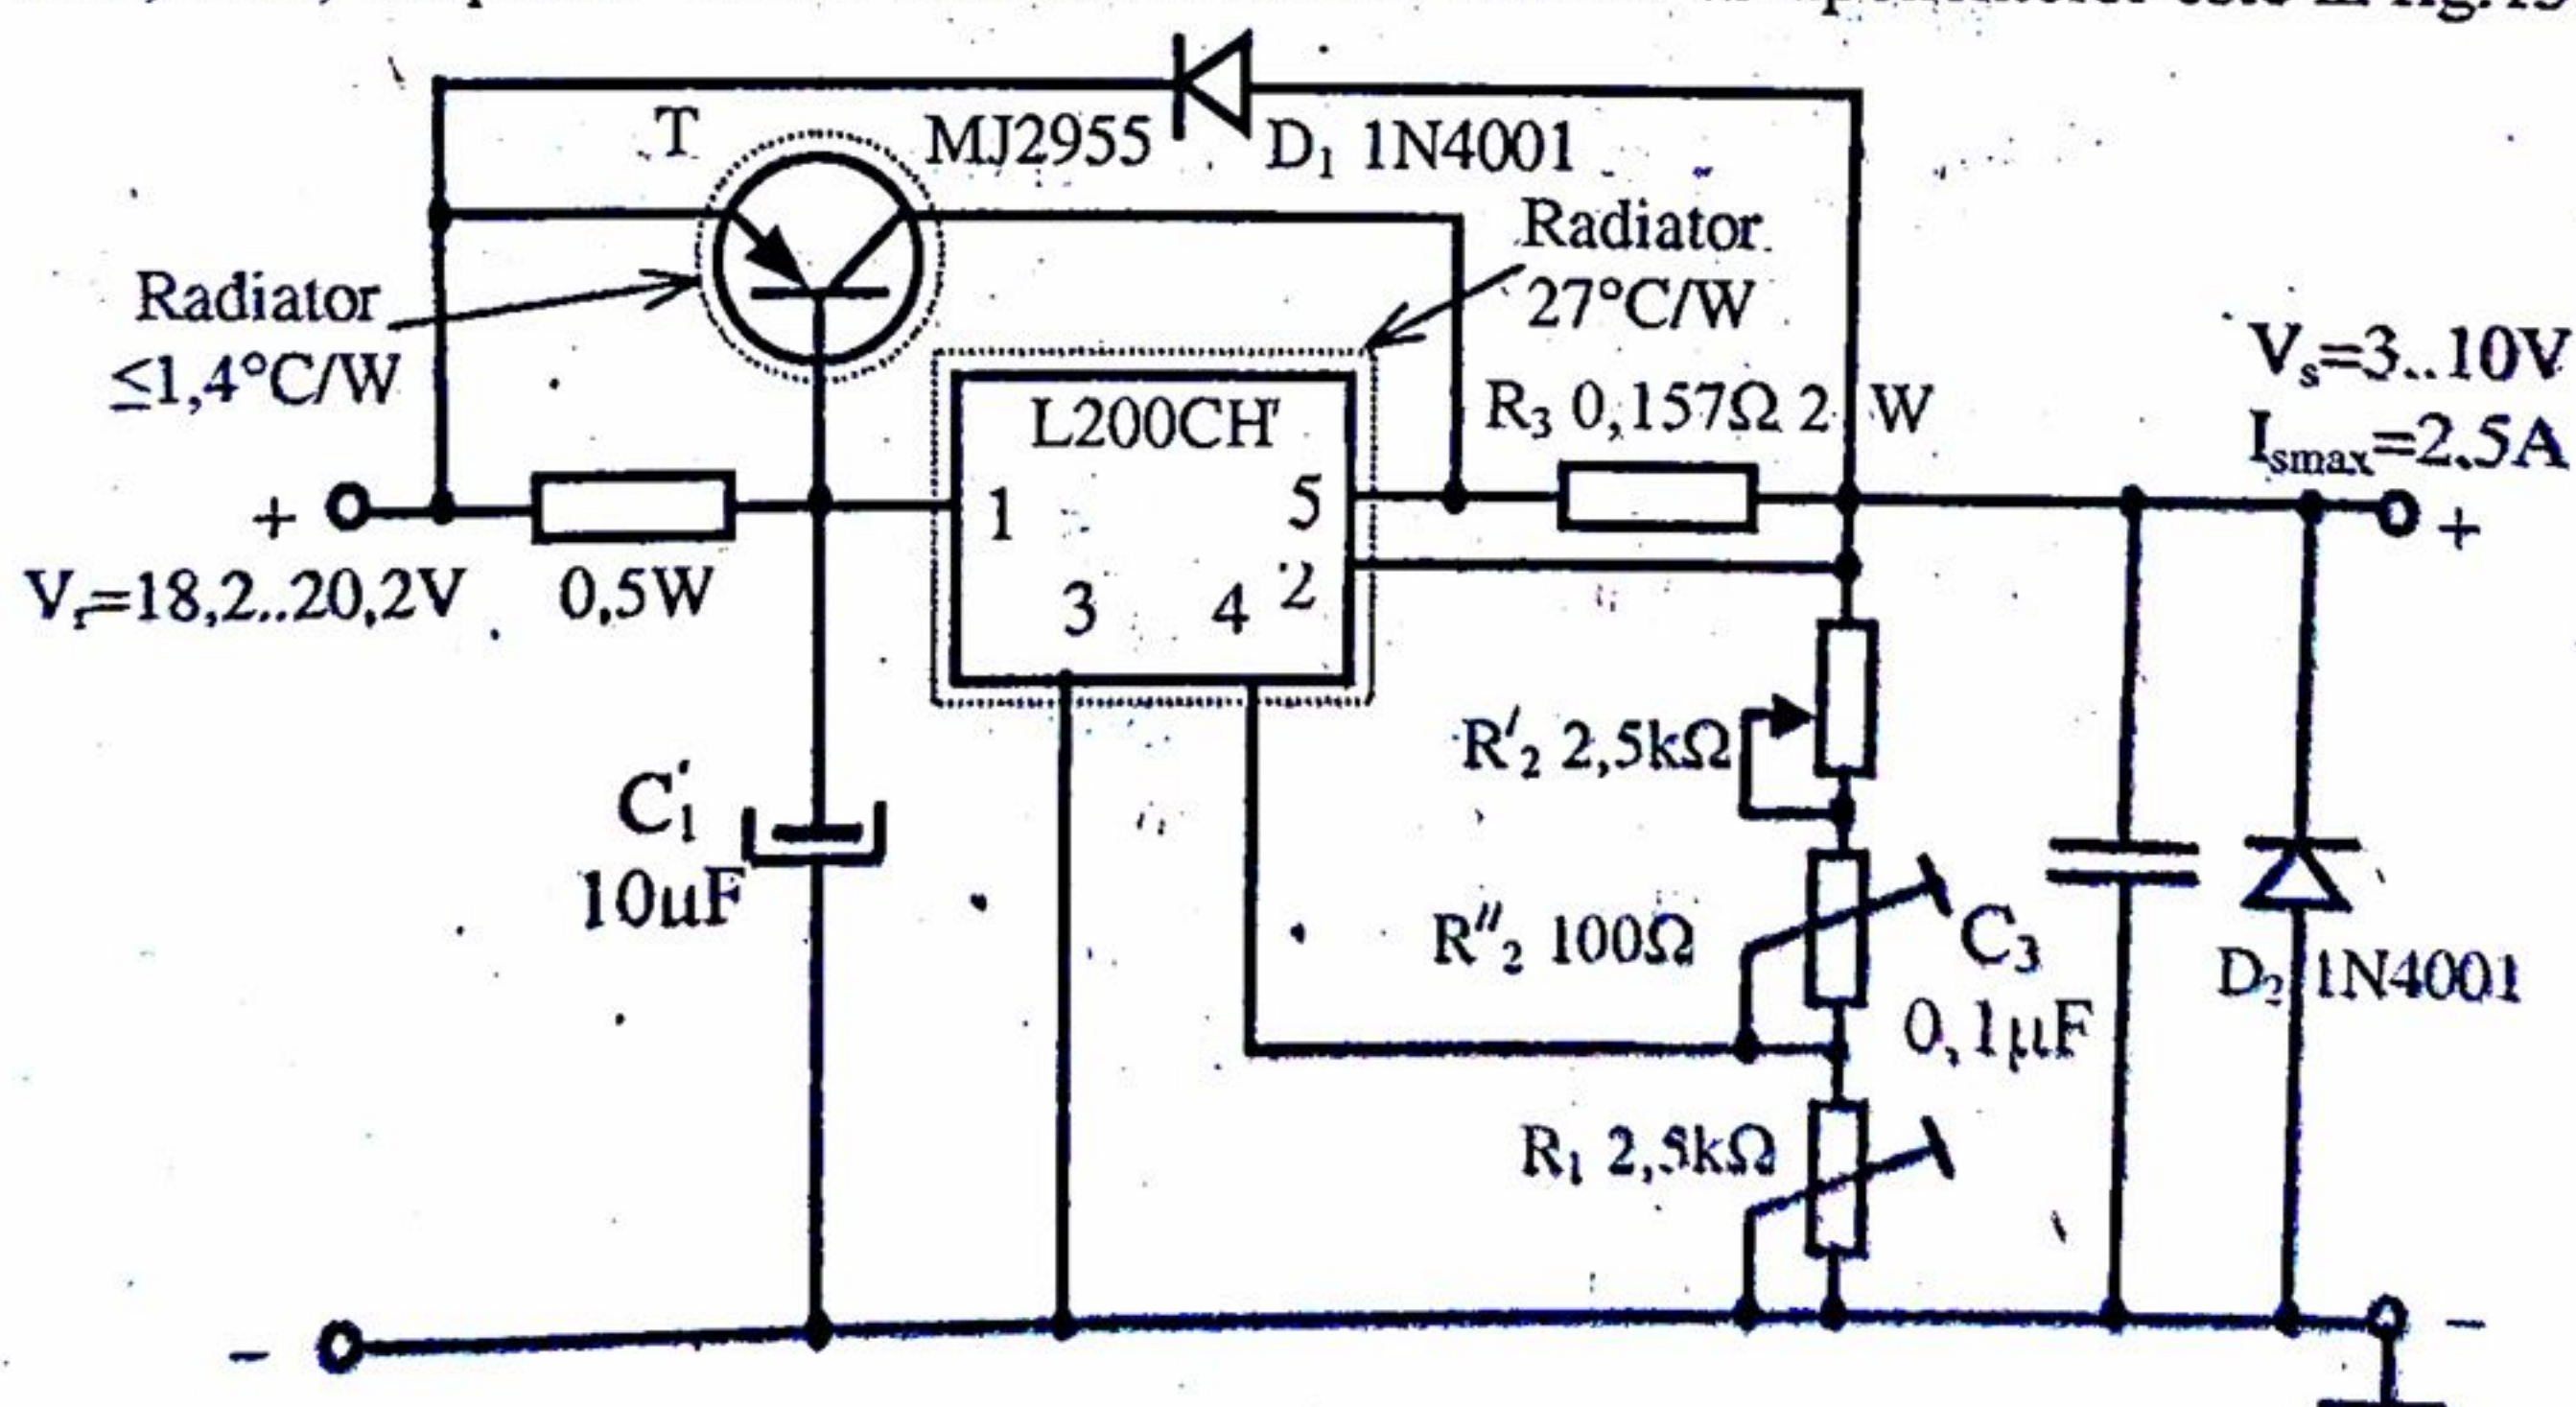 T
MJ2955
D₁ 1N4001
Radiator
27°C/W
Radiator
≤1,4°C/W
L200CH
R₃ 0,157Ω 2 W
Vₛ=3..10V
Iₛₘₐₓ=2.5A
+
1
5
+
Vᵣ=18,2..20,2V
0,5W
3
4
2
R′₂ 2,5kΩ
C₁
10µF
R″₂ 100Ω
C₃
0,1µF
D₂ 1N4001
R₁ 2,5kΩ
-
-